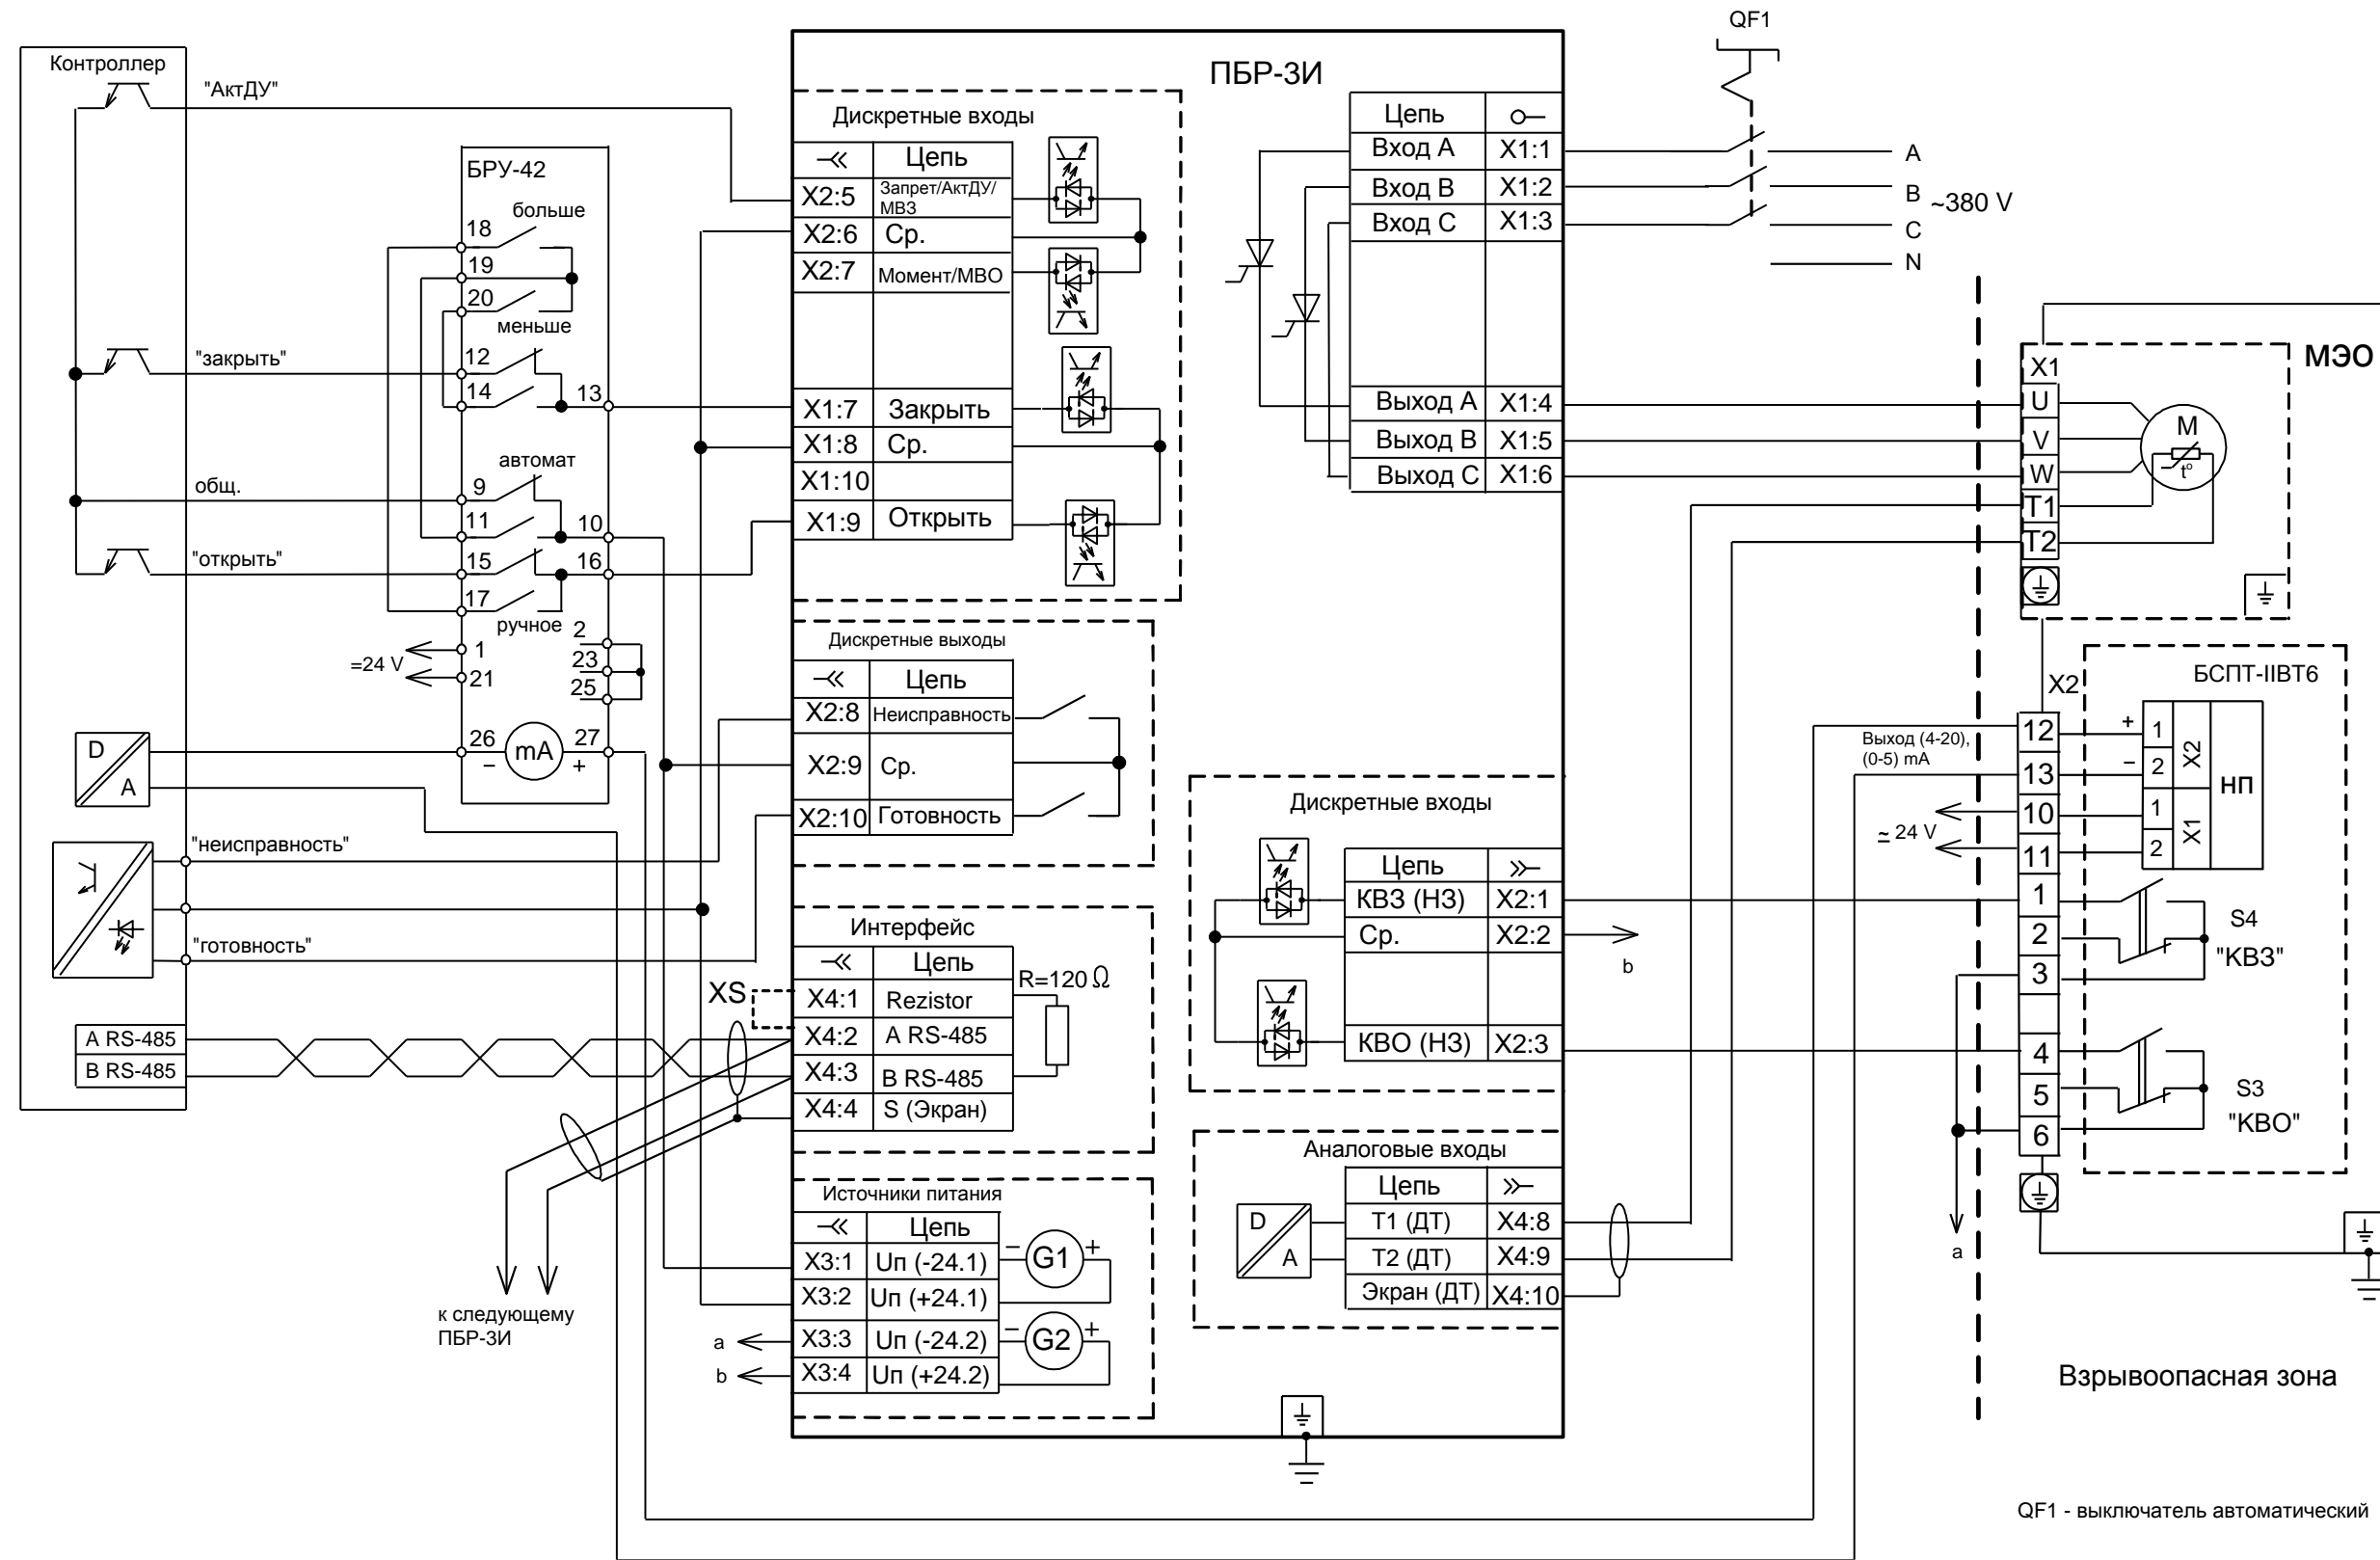 QF1
Контроллер
"АктДУ"
БРУ-42
больше
18
19
20
меньше
"закрыть"
12
14
13
автомат
общ.
9
11
10
"открыть"
15
16
17
ручное
2
=24 V
1
23
21
25
D
A
26
mA
27
−
+
"неисправность"
"готовность"
A RS-485
B RS-485
XS
к следующему
ПБР-3И
ПБР-3И
Дискретные входы
Цепь
X2:5 Запрет/АктДУ/
МВЗ
X2:6 Ср.
X2:7 Момент/МВО
X1:7 Закрыть
X1:8 Ср.
X1:10
X1:9 Открыть
Дискретные выходы
Цепь
X2:8 Неисправность
X2:9 Ср.
X2:10 Готовность
Интерфейс
Цепь
R=120 Ω
X4:1 Rezistor
X4:2 A RS-485
X4:3 B RS-485
X4:4 S (Экран)
Источники питания
Цепь
X3:1 Uп (-24.1)
− G1 +
X3:2 Uп (+24.1)
a X3:3 Uп (-24.2)
− G2 +
b X3:4 Uп (+24.2)
Цепь
Вход A X1:1
Вход B X1:2
Вход C X1:3
Выход A X1:4
Выход B X1:5
Выход C X1:6
A
B
C
N
~380 V
Дискретные входы
Цепь
КВЗ (НЗ) X2:1
Ср. X2:2
b
КВО (НЗ) X2:3
Аналоговые входы
Цепь
D
A
T1 (ДТ) X4:8
T2 (ДТ) X4:9
Экран (ДТ) X4:10
МЭО
X1
U
V
W
T1
T2
M
t°
X2
БСПТ-IIВТ6
Выход (4-20),
(0-5) mA
12
13
10
11
1
2
3
4
5
6
+
−
1
2
X2
1
2
X1
НП
≃ 24 V
S4
"КВЗ"
S3
"КВО"
a
Взрывоопасная зона
QF1 - выключатель автоматический